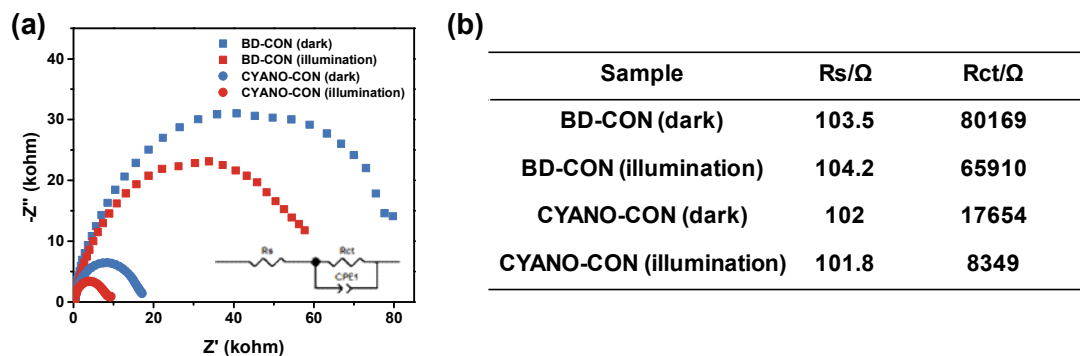 (a)
-Z'' (kohm)
40
30
20
10
0
BD-CON (dark)
BD-CON (illumination)
CYANO-CON (dark)
CYANO-CON (illumination)
Rs
Rct
CPE1
0 20 40 60 80
Z' (kohm)
(b)
Sample Rs/Ω Rct/Ω
BD-CON (dark) 103.5 80169
BD-CON (illumination) 104.2 65910
CYANO-CON (dark) 102 17654
CYANO-CON (illumination) 101.8 8349